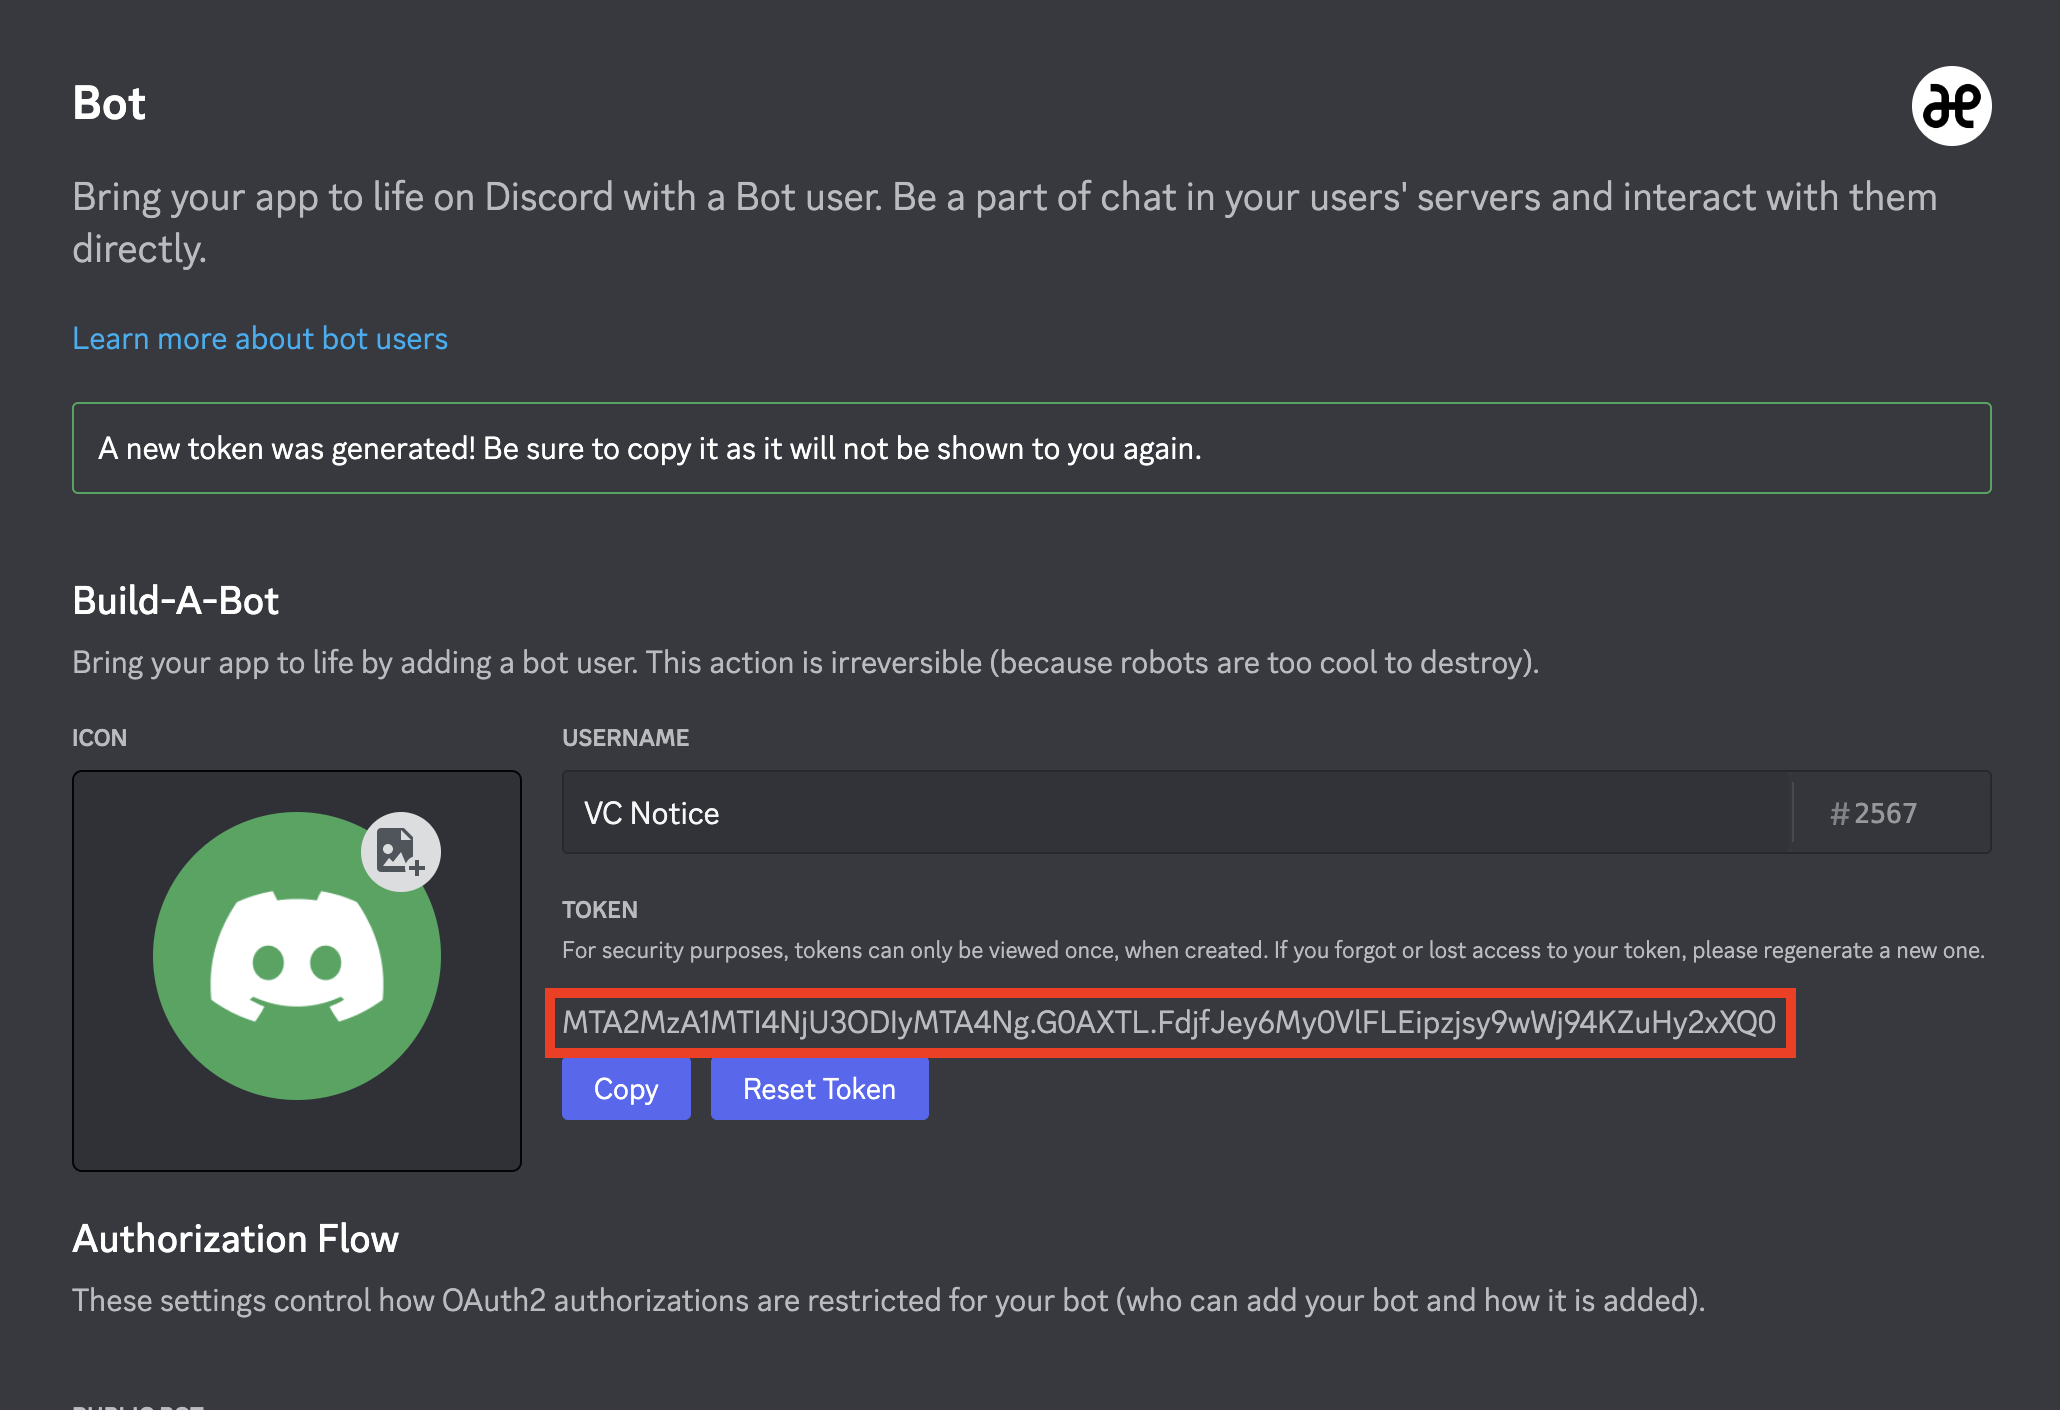 Bot
Bring your app to life on Discord with a Bot user. Be a part of chat in your users' servers and interact with them
directly.
Learn more about bot users
A new token was generated! Be sure to copy it as it will not be shown to you again.
Build-A-Bot
Bring your app to life by adding a bot user. This action is irreversible (because robots are too cool to destroy).
ICON
USERNAME
VC Notice #2567
TOKEN
For security purposes, tokens can only be viewed once, when created. If you forgot or lost access to your token, please regenerate a new one.
MTA2MzA1MTI4NjU3ODIyMTA4Ng.G0AXTL.FdjfJey6My0VlFLEipzjsy9wWj94KZuHy2xXQ0
Copy Reset Token
Authorization Flow
These settings control how OAuth2 authorizations are restricted for your bot (who can add your bot and how it is added).
PUBLIC BOT